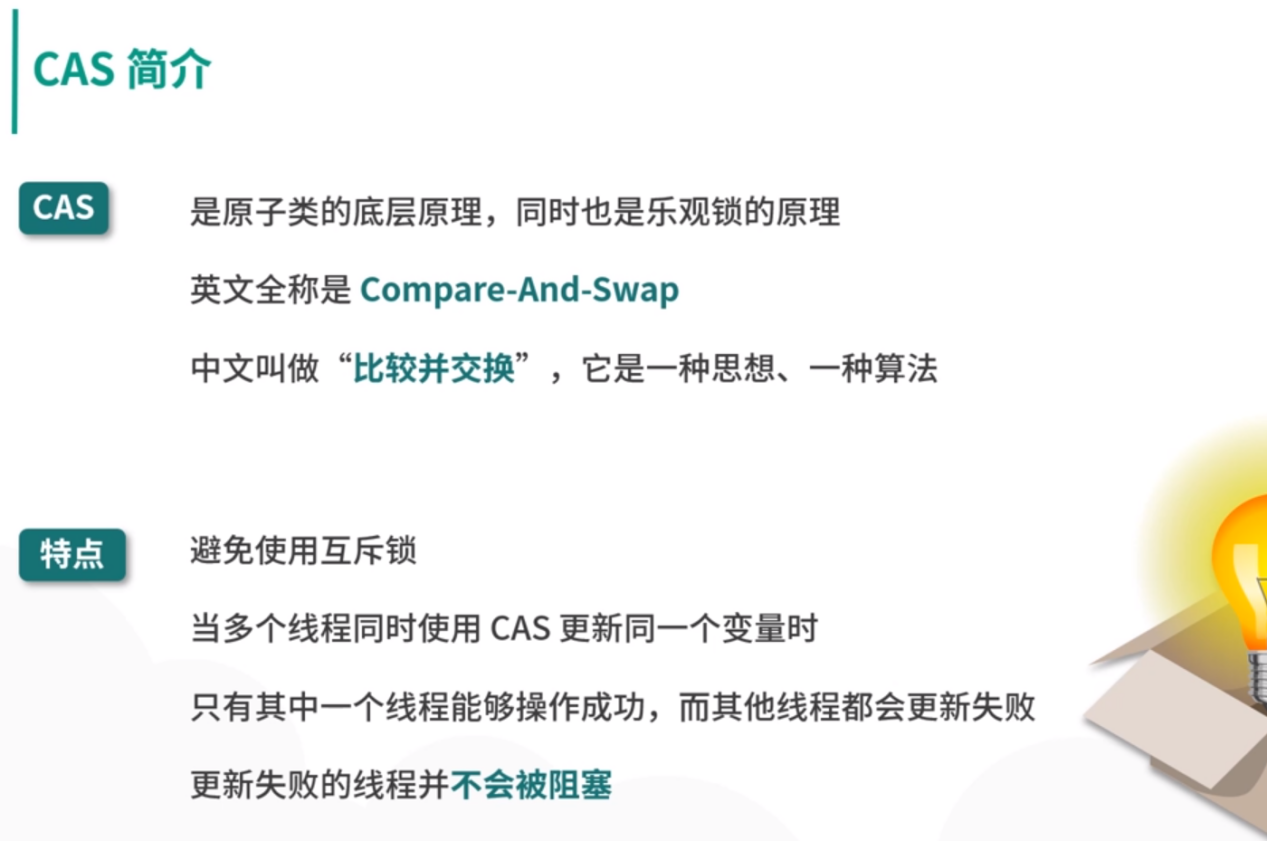 CAS 简介
CAS
是原子类的底层原理，同时也是乐观锁的原理
英文全称是 Compare-And-Swap
中文叫做“比较并交换”，它是一种思想、一种算法
特点
避免使用互斥锁
当多个线程同时使用 CAS 更新同一个变量时
只有其中一个线程能够操作成功，而其他线程都会更新失败
更新失败的线程并不会被阻塞